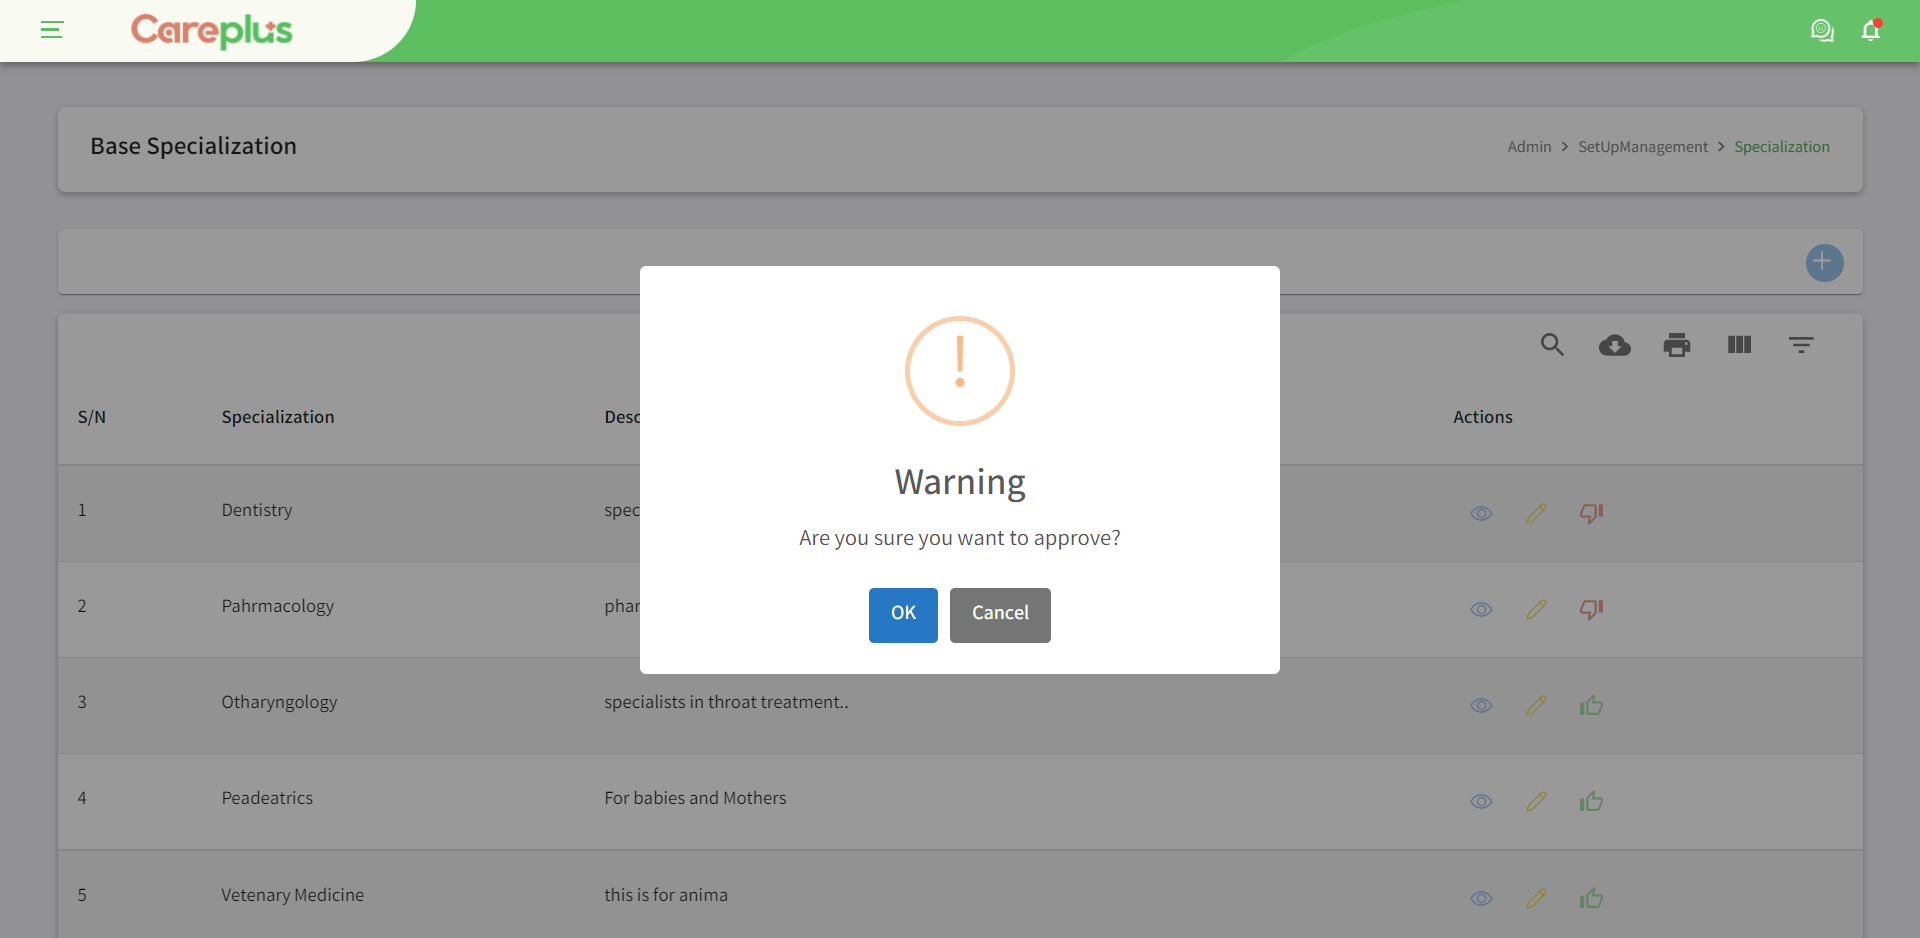 Careplus
Base Specialization
Admin > SetUpManagement > Specialization
S/N Specialization Desc Actions
1 Dentistry spec
2 Pahrmacology phar
3 Otharyngology specialists in throat treatment..
4 Peadeatrics For babies and Mothers
5 Vetenary Medicine this is for anima
!
Warning
Are you sure you want to approve?
OK Cancel